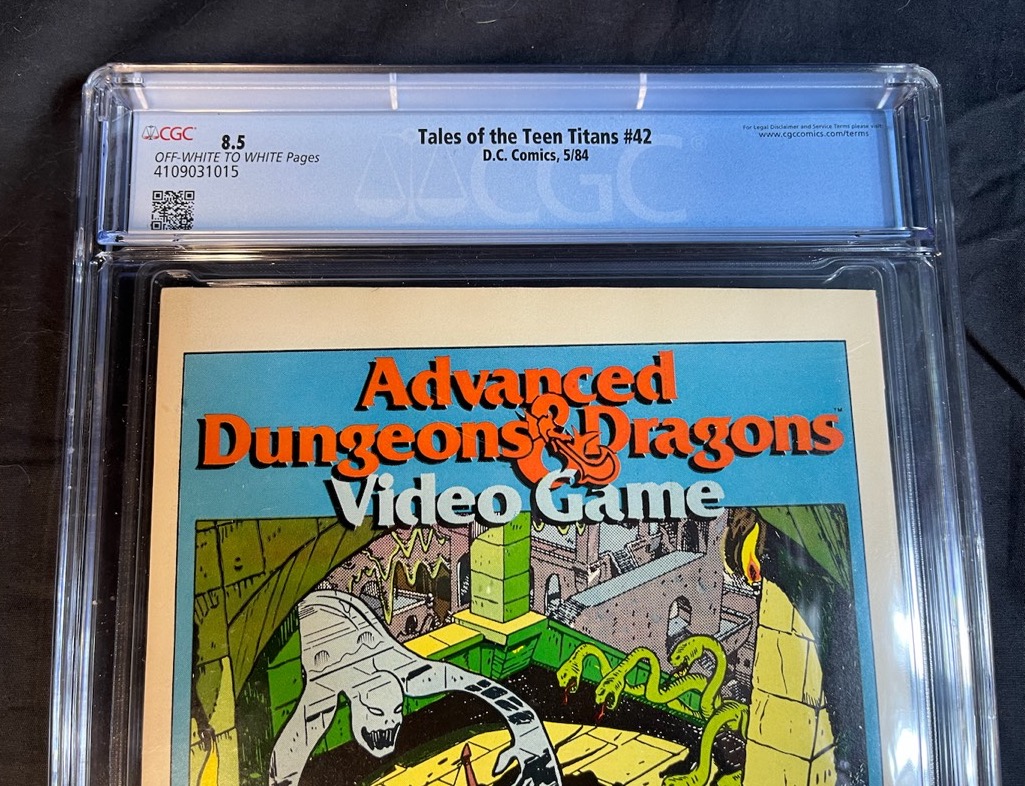 CGC
8.5
OFF-WHITE TO WHITE Pages
4109031015
Tales of the Teen Titans #42
D.C. Comics, 5/84
For Legal Disclaimer and Service Terms please visit
www.cgccomics.com/terms
CGC®
Advanced
Dungeons & Dragons™
Video Game